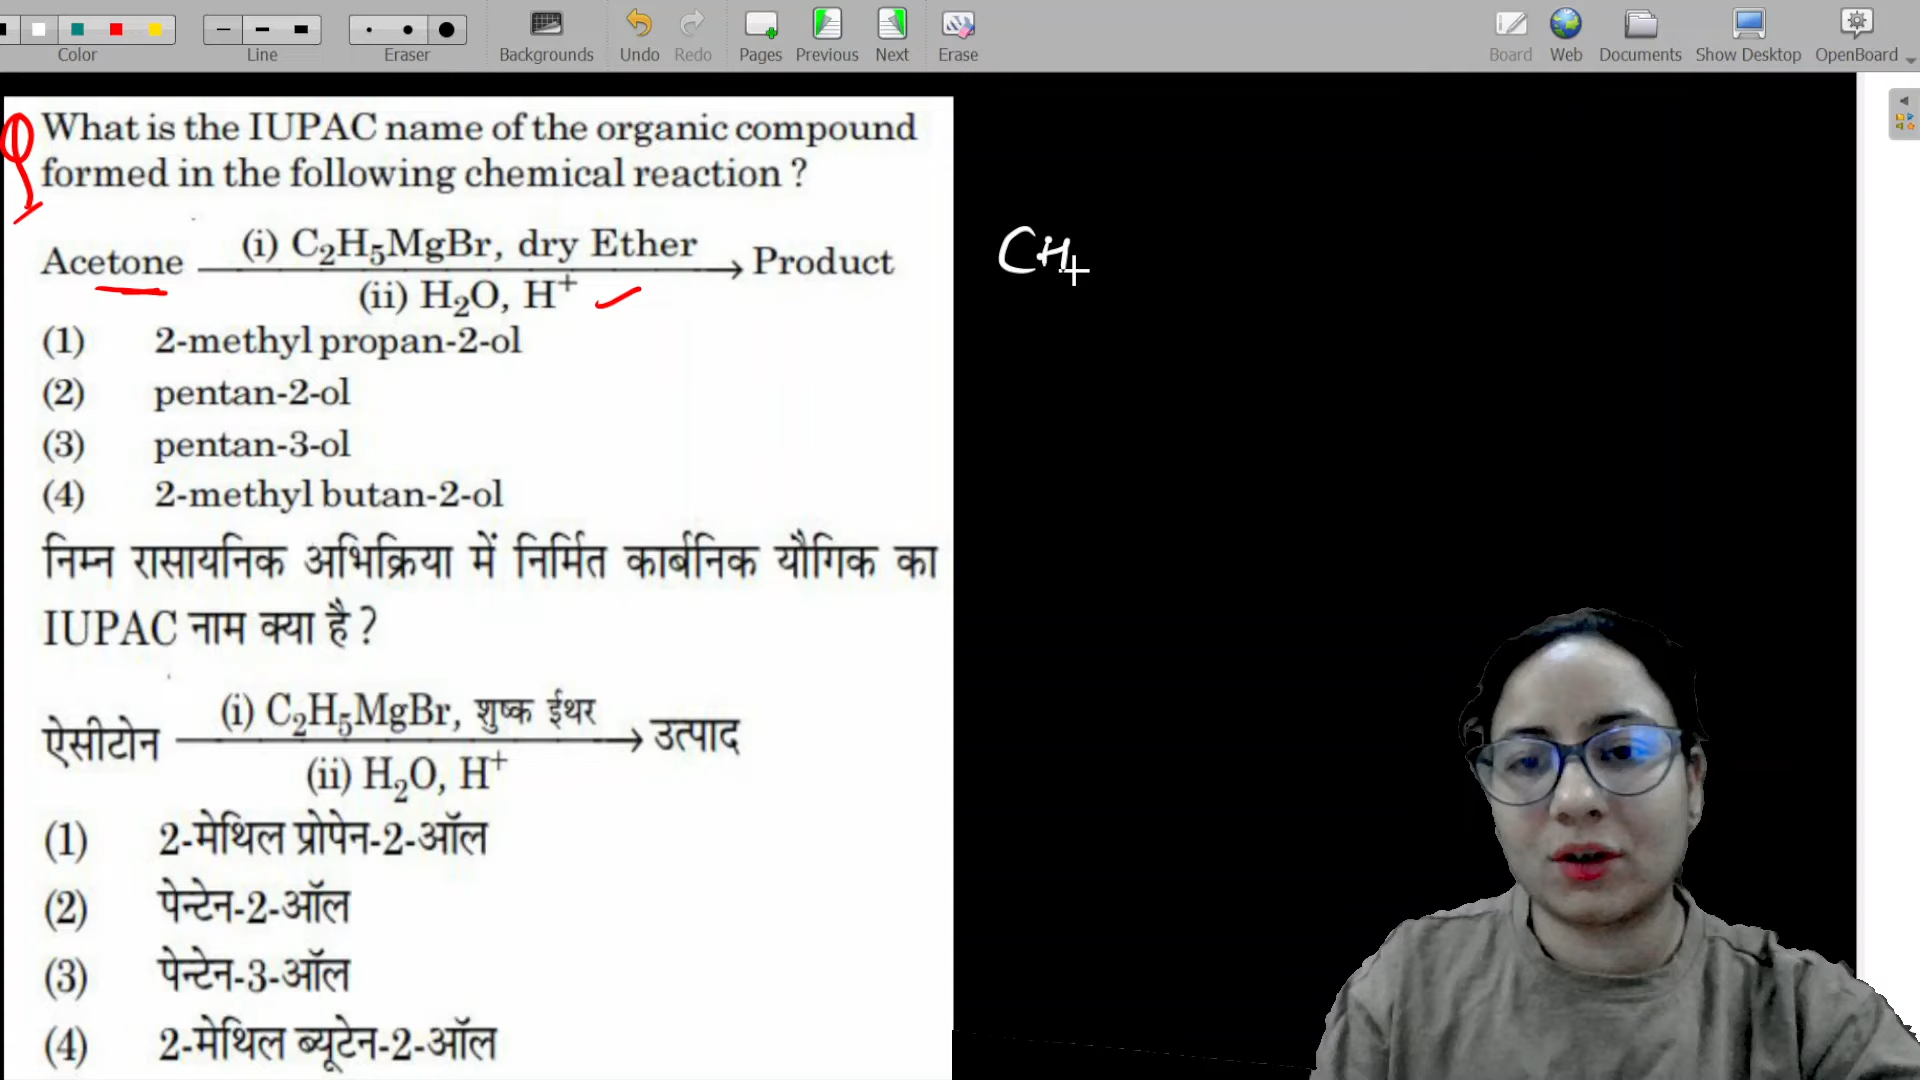 Color Line Eraser Backgrounds Undo Redo Pages Previous Next Erase Board Web Documents Show Desktop OpenBoard
Q What is the IUPAC name of the organic compound
formed in the following chemical reaction ?
(i) C₂H₅MgBr, dry Ether
Acetone ⟶ Product
(ii) H₂O, H⁺
(1) 2-methyl propan-2-ol
(2) pentan-2-ol
(3) pentan-3-ol
(4) 2-methyl butan-2-ol
निम्न रासायनिक अभिक्रिया में निर्मित कार्बनिक यौगिक का
IUPAC नाम क्या है ?
(i) C₂H₅MgBr, शुष्क ईथर
ऐसीटोन ⟶ उत्पाद
(ii) H₂O, H⁺
(1) 2-मेथिल प्रोपेन-2-ऑल
(2) पेन्टेन-2-ऑल
(3) पेन्टेन-3-ऑल
(4) 2-मेथिल ब्यूटेन-2-ऑल
CH